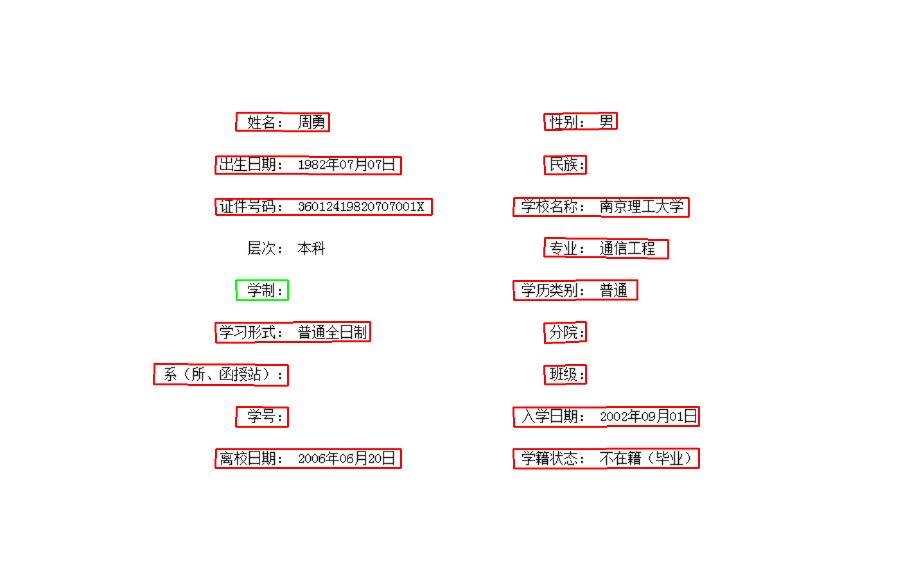 姓名： 周勇 性别： 男
出生日期： 1982年07月07日 民族：
证件号码： 36012419820707001X 学校名称： 南京理工大学
层次： 本科 专业： 通信工程
学制： 学历类别： 普通
学习形式： 普通全日制 分院：
系（所、函授站）： 班级：
学号： 入学日期： 2002年09月01日
离校日期： 2006年06月20日 学籍状态： 不在籍（毕业）